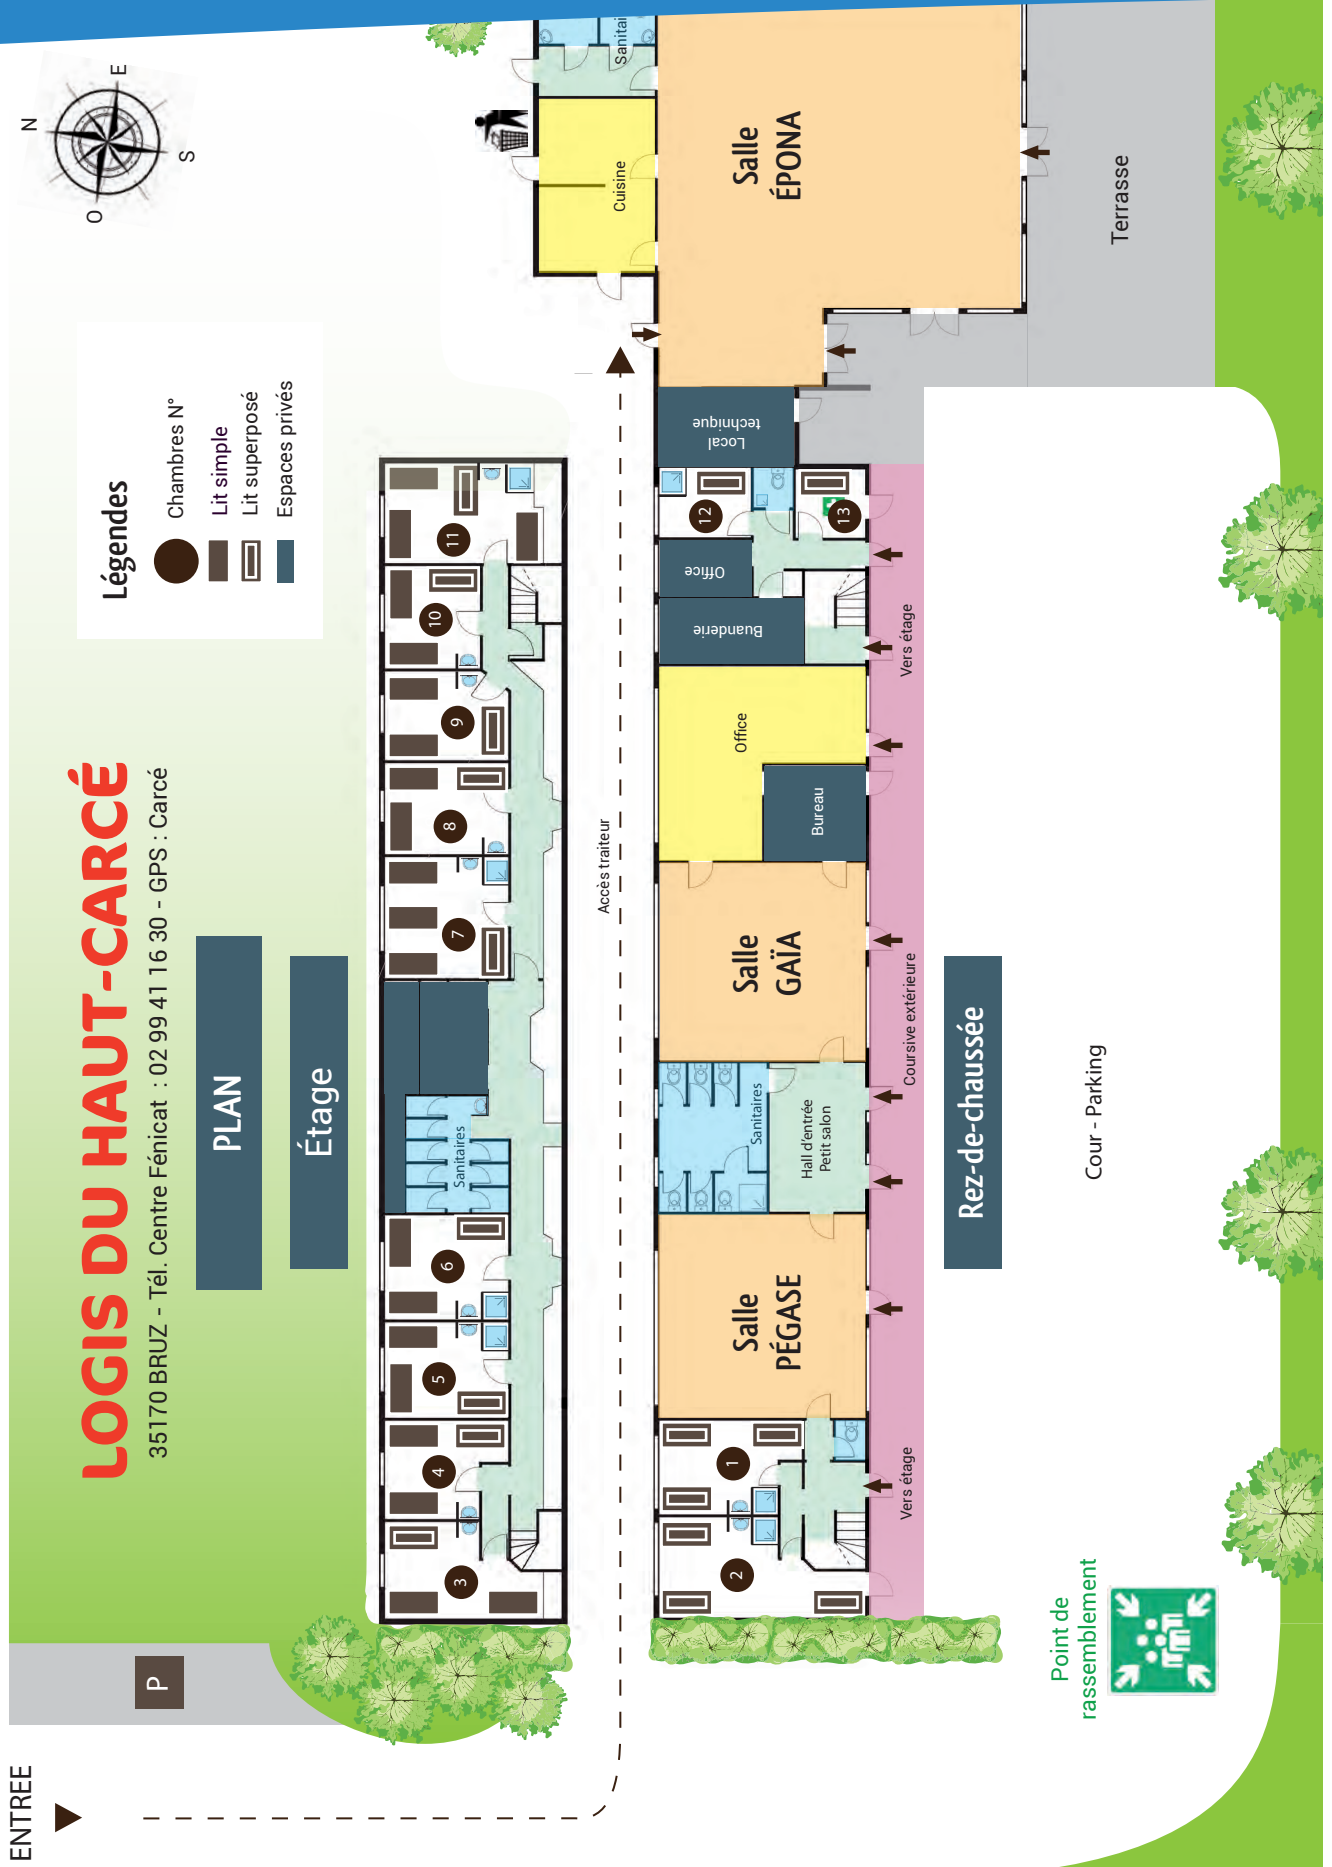 LOGIS DU HAUT-CARCÉ
35170 BRUZ - Tél. Centre Fénicat : 02 99 41 16 30 - GPS : Carcé
PLAN
Étage
Légendes
Chambres N°
Lit simple
Lit superposé
Espaces privés
N
E
S
O
ENTREE
P
3
4
5
6
Sanitaires
7
8
9
10
11
Accès traiteur
Cuisine
Sanitai
Salle
ÉPONA
Terrasse
2
1
Salle
PÉGASE
Sanitaires
Hall d'entrée
Petit salon
Salle
GAÏA
Bureau
Office
Buanderie
Office
12
13
Local
technique
Vers étage
Coursive extérieure
Vers étage
Rez-de-chaussée
Cour - Parking
Point de
rassemblement